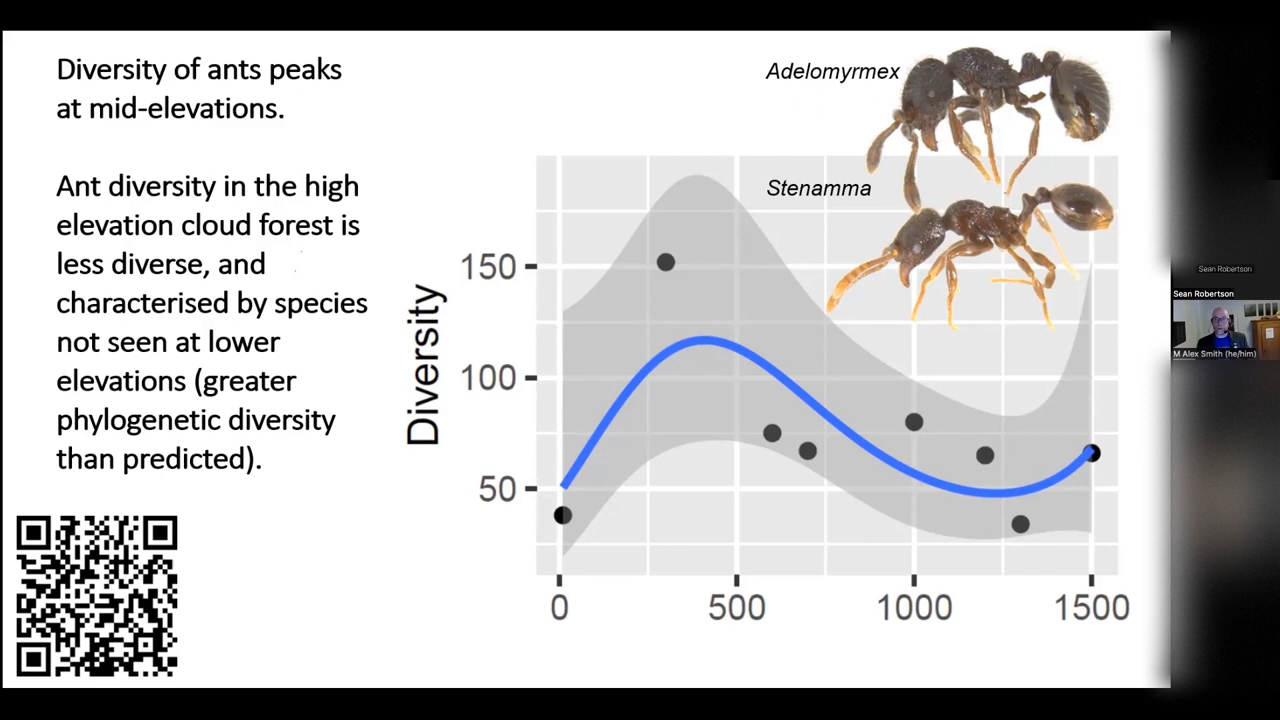 Diversity of ants peaks
at mid-elevations.
Ant diversity in the high
elevation cloud forest is
less diverse, and
characterised by species
not seen at lower
elevations (greater
phylogenetic diversity
than predicted).
Adelomyrmex
Stenamma
Diversity
150
100
50
0 500 1000 1500
Sean Robertson
Sean Robertson
M Alex Smith (he/him)